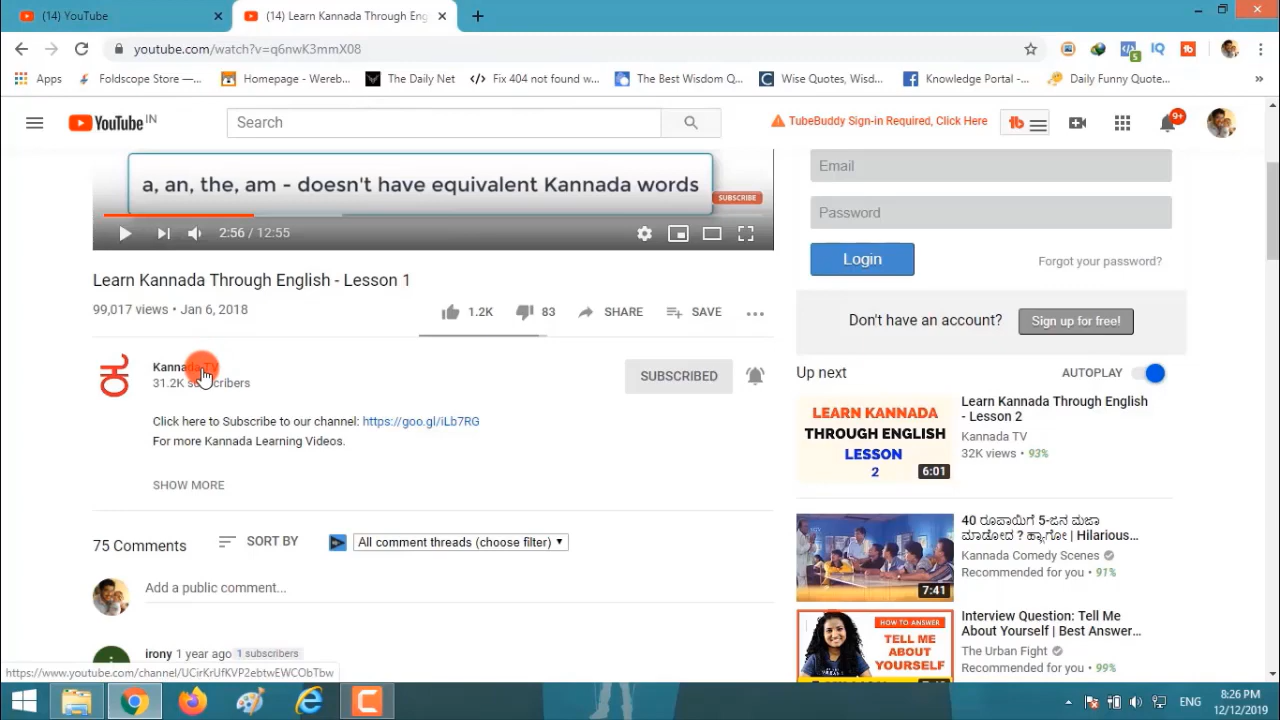 (14) YouTube
(14) Learn Kannada Through Eng
youtube.com/watch?v=q6nwK3mmX08
Apps
Foldscope Store —...
Homepage - Wereb...
The Daily Net
Fix 404 not found w...
The Best Wisdom Q...
Wise Quotes, Wisd...
Knowledge Portal -...
Daily Funny Quote...
YouTube IN
Search
TubeBuddy Sign-in Required, Click Here
9+
a, an, the, am - doesn't have equivalent Kannada words
SUBSCRIBE
2:56 / 12:55
Email
Password
Login
Forgot your password?
Don't have an account?
Sign up for free!
Learn Kannada Through English - Lesson 1
99,017 views • Jan 6, 2018
1.2K
83
SHARE
SAVE
Kannada TV
31.2K subscribers
SUBSCRIBED
Click here to Subscribe to our channel: https://goo.gl/iLb7RG
For more Kannada Learning Videos.
SHOW MORE
75 Comments
SORT BY
All comment threads (choose filter)
Add a public comment...
irony 1 year ago 1 subscribers
Up next
AUTOPLAY
LEARN KANNADA
THROUGH ENGLISH
LESSON
2
6:01
Learn Kannada Through English
- Lesson 2
Kannada TV
32K views • 93%
7:41
40 ರೂಪಾಯಿಗೆ 5-ಜನ ಮಜಾ
ಮಾಡೋದ ? ಹ್ಯಾಗೋ | Hilarious...
Kannada Comedy Scenes
Recommended for you • 91%
HOW TO ANSWER
TELL ME
ABOUT
YOURSELF
Interview Question: Tell Me
About Yourself | Best Answer...
The Urban Fight
Recommended for you • 99%
https://www.youtube.com/channel/UCirKrUfKVP2ebtwEWCObTbw
ENG
8:26 PM
12/12/2019